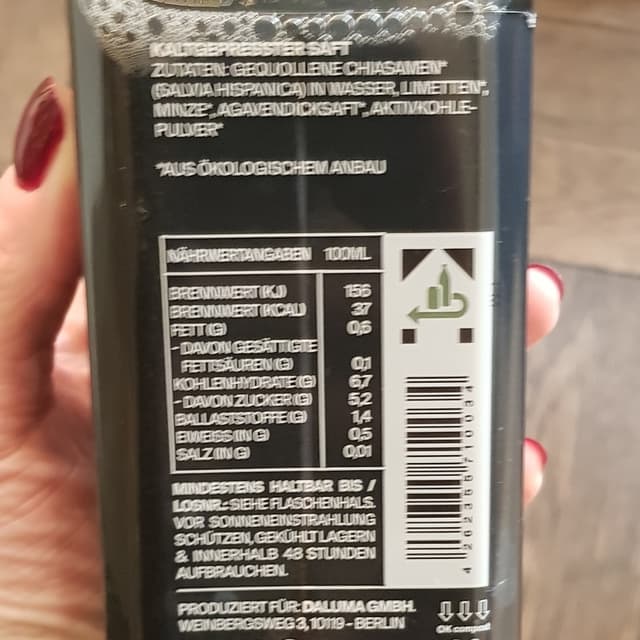 KALTGEPRESSTER SAFT
ZUTATEN: GEQUOLLENE CHIASAMEN*
(SALVIA HISPANICA) IN WASSER, LIMETTEN*,
MINZE*, AGAVENDICKSAFT*, AKTIVKOHLE-
PULVER*
*AUS ÖKOLOGISCHEM ANBAU
NÄHRWERTANGABEN 100ML
BRENNWERT (KJ) 156
BRENNWERT (KCAL) 37
FETT (G) 0,6
- DAVON GESÄTTIGTE
FETTSÄUREN (G) 0,1
KOHLENHYDRATE (G) 6,7
- DAVON ZUCKER (G) 5,2
BALLASTSTOFFE (G) 1,4
EIWEISS (IN G) 0,5
SALZ (IN G) 0,01
MINDESTENS HALTBAR BIS /
LOSNR.: SIEHE FLASCHENHALS.
VOR SONNENEINSTRAHLUNG
SCHÜTZEN, GEKÜHLT LAGERN
& INNERHALB 48 STUNDEN
AUFBRAUCHEN.
PRODUZIERT FÜR: DALUMA GMBH.
WEINBERGSWEG 3, 10119 - BERLIN
OK compost